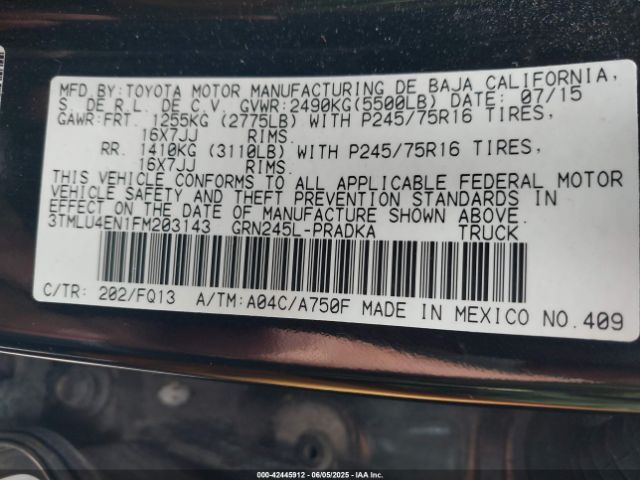 MFD.BY:TOYOTA MOTOR MANUFACTURING DE BAJA CALIFORNIA,
S. DE R.L. DE C.V. GVWR:2490KG(5500LB) DATE: 07/15
GAWR:FRT. 1255KG (2775LB) WITH P245/75R16 TIRES,
16X7JJ RIMS.
RR. 1410KG (3110LB) WITH P245/75R16 TIRES,
16X7JJ RIMS.
THIS VEHICLE CONFORMS TO ALL APPLICABLE FEDERAL MOTOR
VEHICLE SAFETY AND THEFT PREVENTION STANDARDS IN
EFFECT ON THE DATE OF MANUFACTURE SHOWN ABOVE.
3TMLU4EN1FM203143 GRN245L-PRADKA TRUCK
C/TR: 202/FQ13 A/TM:A04C/A750F MADE IN MEXICO NO.409
000-42445912 - 06/05/2025 - IAA Inc.